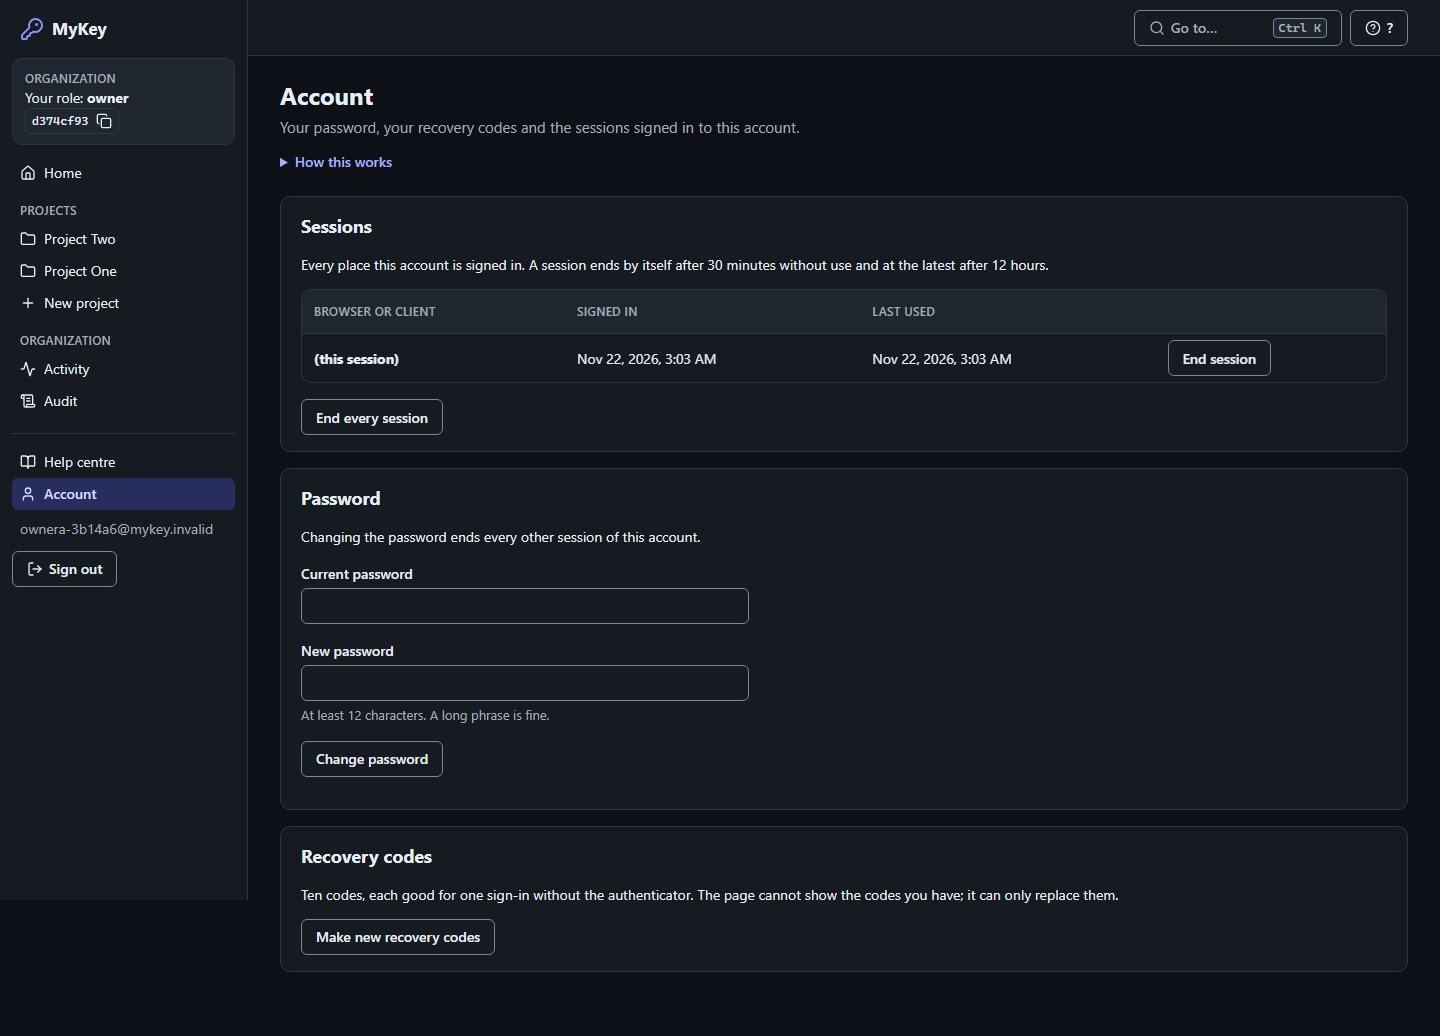 MyKey
ORGANIZATION
Your role: owner
d374cf93
Home
PROJECTS
Project Two
Project One
New project
ORGANIZATION
Activity
Audit
Help centre
Account
ownera-3b14a6@mykey.invalid
Sign out
Go to... Ctrl K
?
Account
Your password, your recovery codes and the sessions signed in to this account.
How this works
Sessions
Every place this account is signed in. A session ends by itself after 30 minutes without use and at the latest after 12 hours.
BROWSER OR CLIENT SIGNED IN LAST USED
(this session) Nov 22, 2026, 3:03 AM Nov 22, 2026, 3:03 AM End session
End every session
Password
Changing the password ends every other session of this account.
Current password
New password
At least 12 characters. A long phrase is fine.
Change password
Recovery codes
Ten codes, each good for one sign-in without the authenticator. The page cannot show the codes you have; it can only replace them.
Make new recovery codes